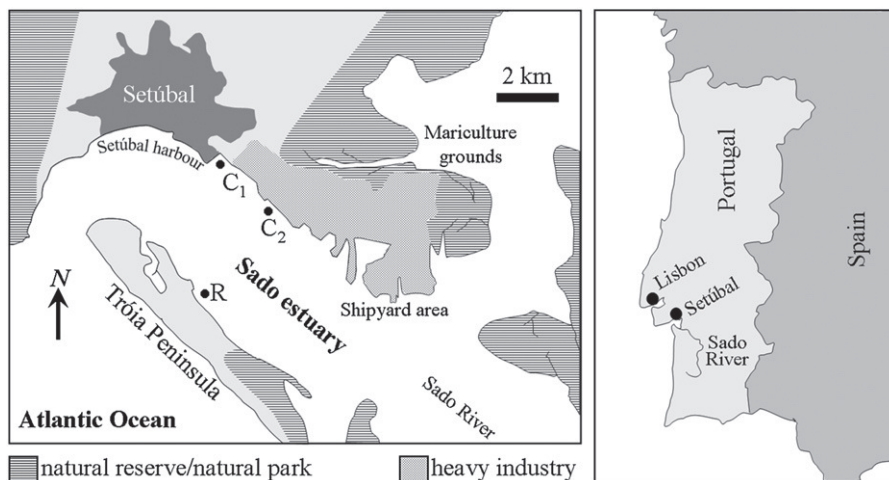 Setúbal
2 km
Mariculture
grounds
Setúbal harbour
C1
C2
N
R
Sado estuary
Shipyard area
Tróia Peninsula
Sado River
Atlantic Ocean
natural reserve/natural park
heavy industry
Portugal
Spain
Lisbon
Setúbal
Sado
River